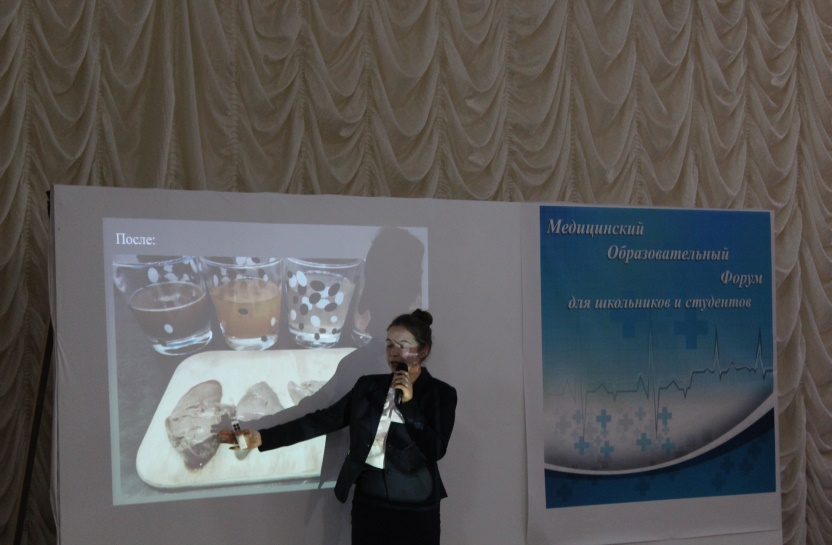 После:
Медицинский
Образовательный
Форум
для школьников и студентов